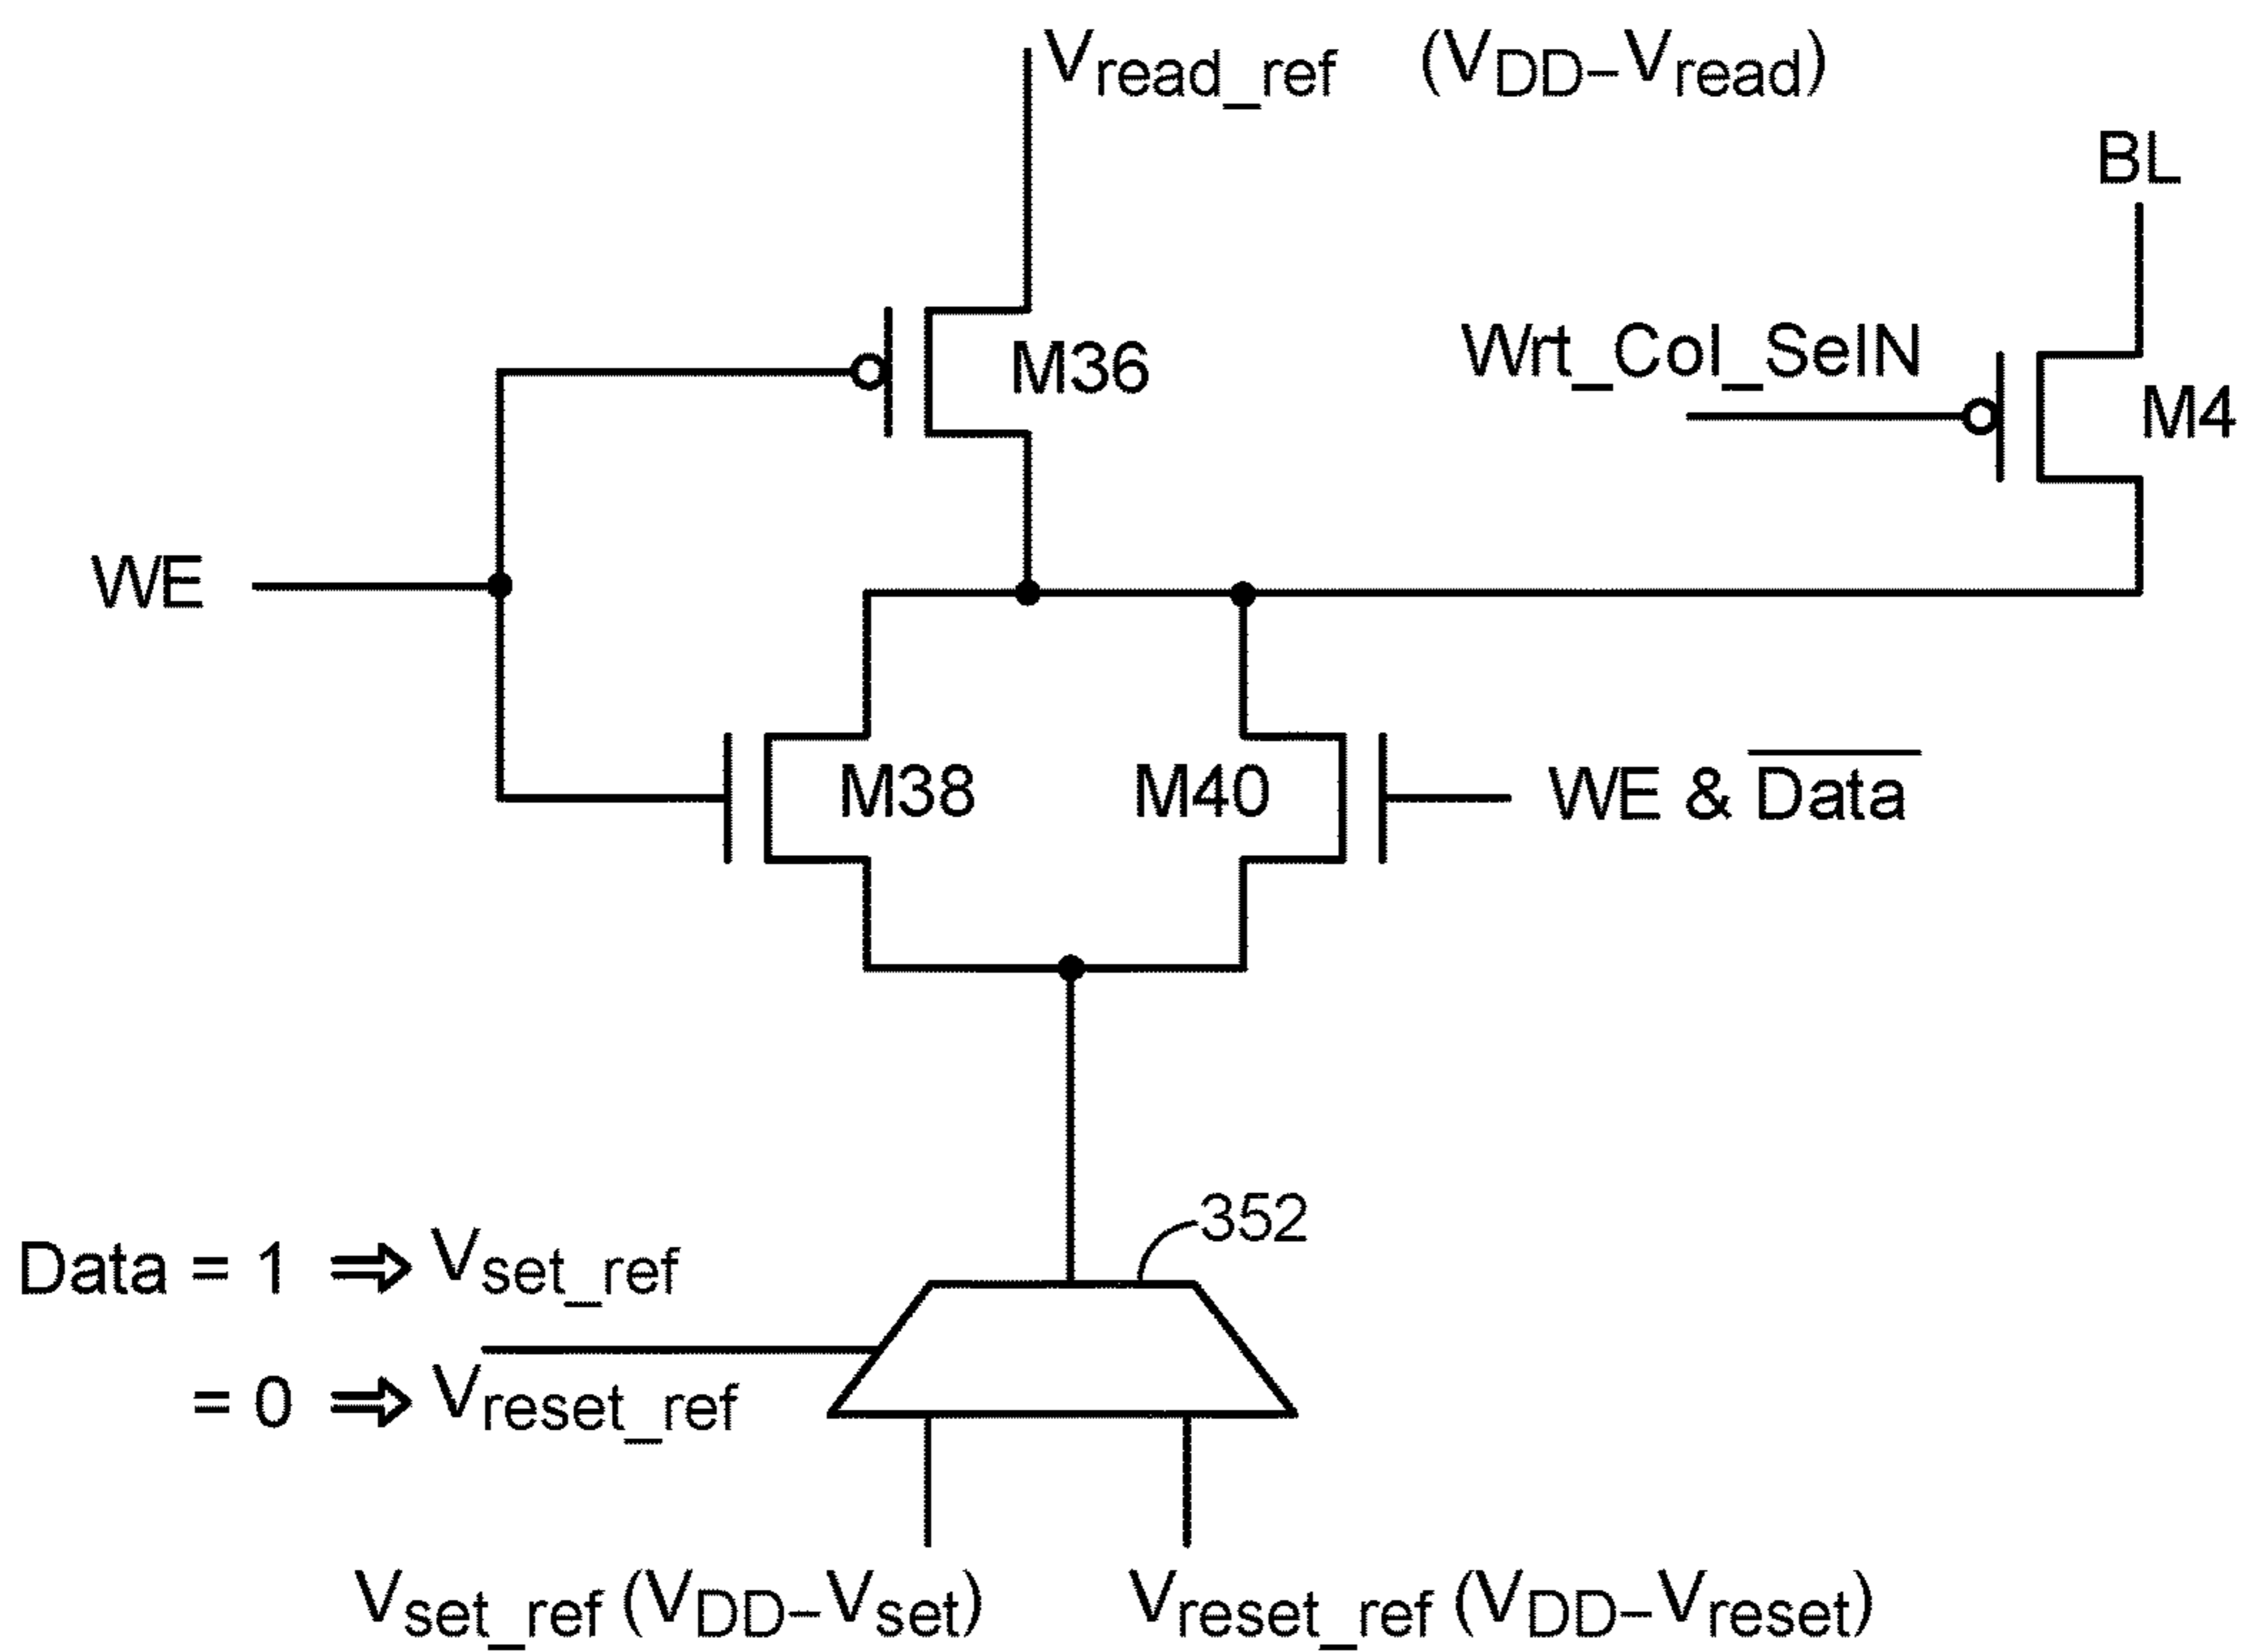 Vread_ref (VDD–Vread)
BL
M36
Wrt_Col_SelN
M4
WE
M38
M40
WE & D̅a̅t̅a̅
352
Data = 1 ⇒ Vset_ref
= 0 ⇒ Vreset_ref
Vset_ref (VDD–Vset)
Vreset_ref (VDD–Vreset)